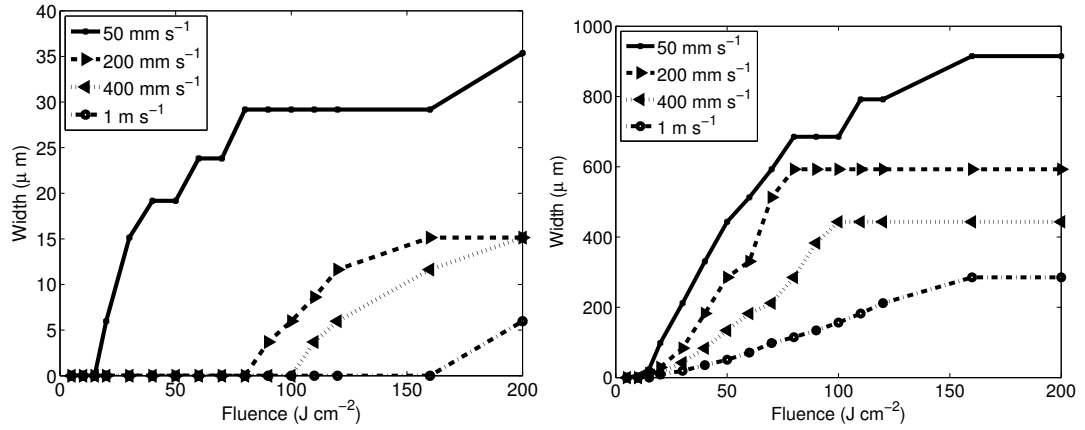 40
35
30
25
20
15
10
5
0
Width (μ m)
50 mm s⁻¹
200 mm s⁻¹
400 mm s⁻¹
1 m s⁻¹
0 50 100 150 200
Fluence (J cm⁻²)
1000
800
600
400
200
0
Width (μ m)
50 mm s⁻¹
200 mm s⁻¹
400 mm s⁻¹
1 m s⁻¹
0 50 100 150 200
Fluence (J cm⁻²)